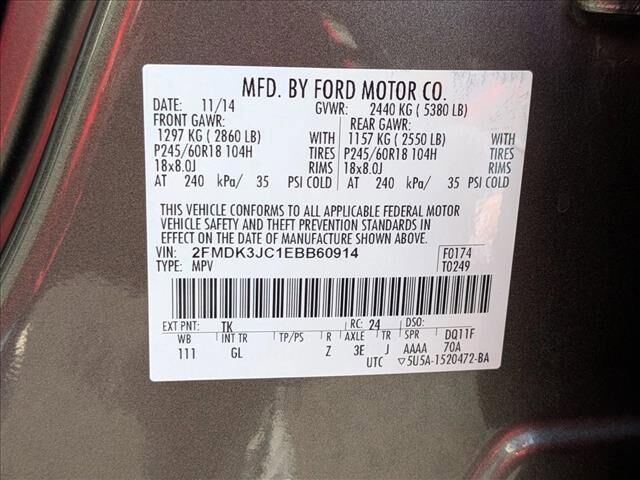 MFD. BY FORD MOTOR CO.
DATE: 11/14 GVWR: 2440 KG ( 5380 LB)
FRONT GAWR: REAR GAWR:
1297 KG ( 2860 LB) WITH 1157 KG ( 2550 LB) WITH
P245/60R18 104H TIRES P245/60R18 104H TIRES
18x8.0J RIMS 18x8.0J RIMS
AT 240 kPa/ 35 PSI COLD AT 240 kPa/ 35 PSI COLD
THIS VEHICLE CONFORMS TO ALL APPLICABLE FEDERAL MOTOR
VEHICLE SAFETY AND THEFT PREVENTION STANDARDS IN
EFFECT ON THE DATE OF MANUFACTURE SHOWN ABOVE.
VIN: 2FMDK3JC1EBB60914 F0174
TYPE: MPV T0249
EXT PNT: TK RC: 24 DSO:
WB INT TR TP/PS R AXLE TR SPR DQ11F
111 GL Z 3E J AAAA 70A
UTC ▽5U5A-1520472-BA